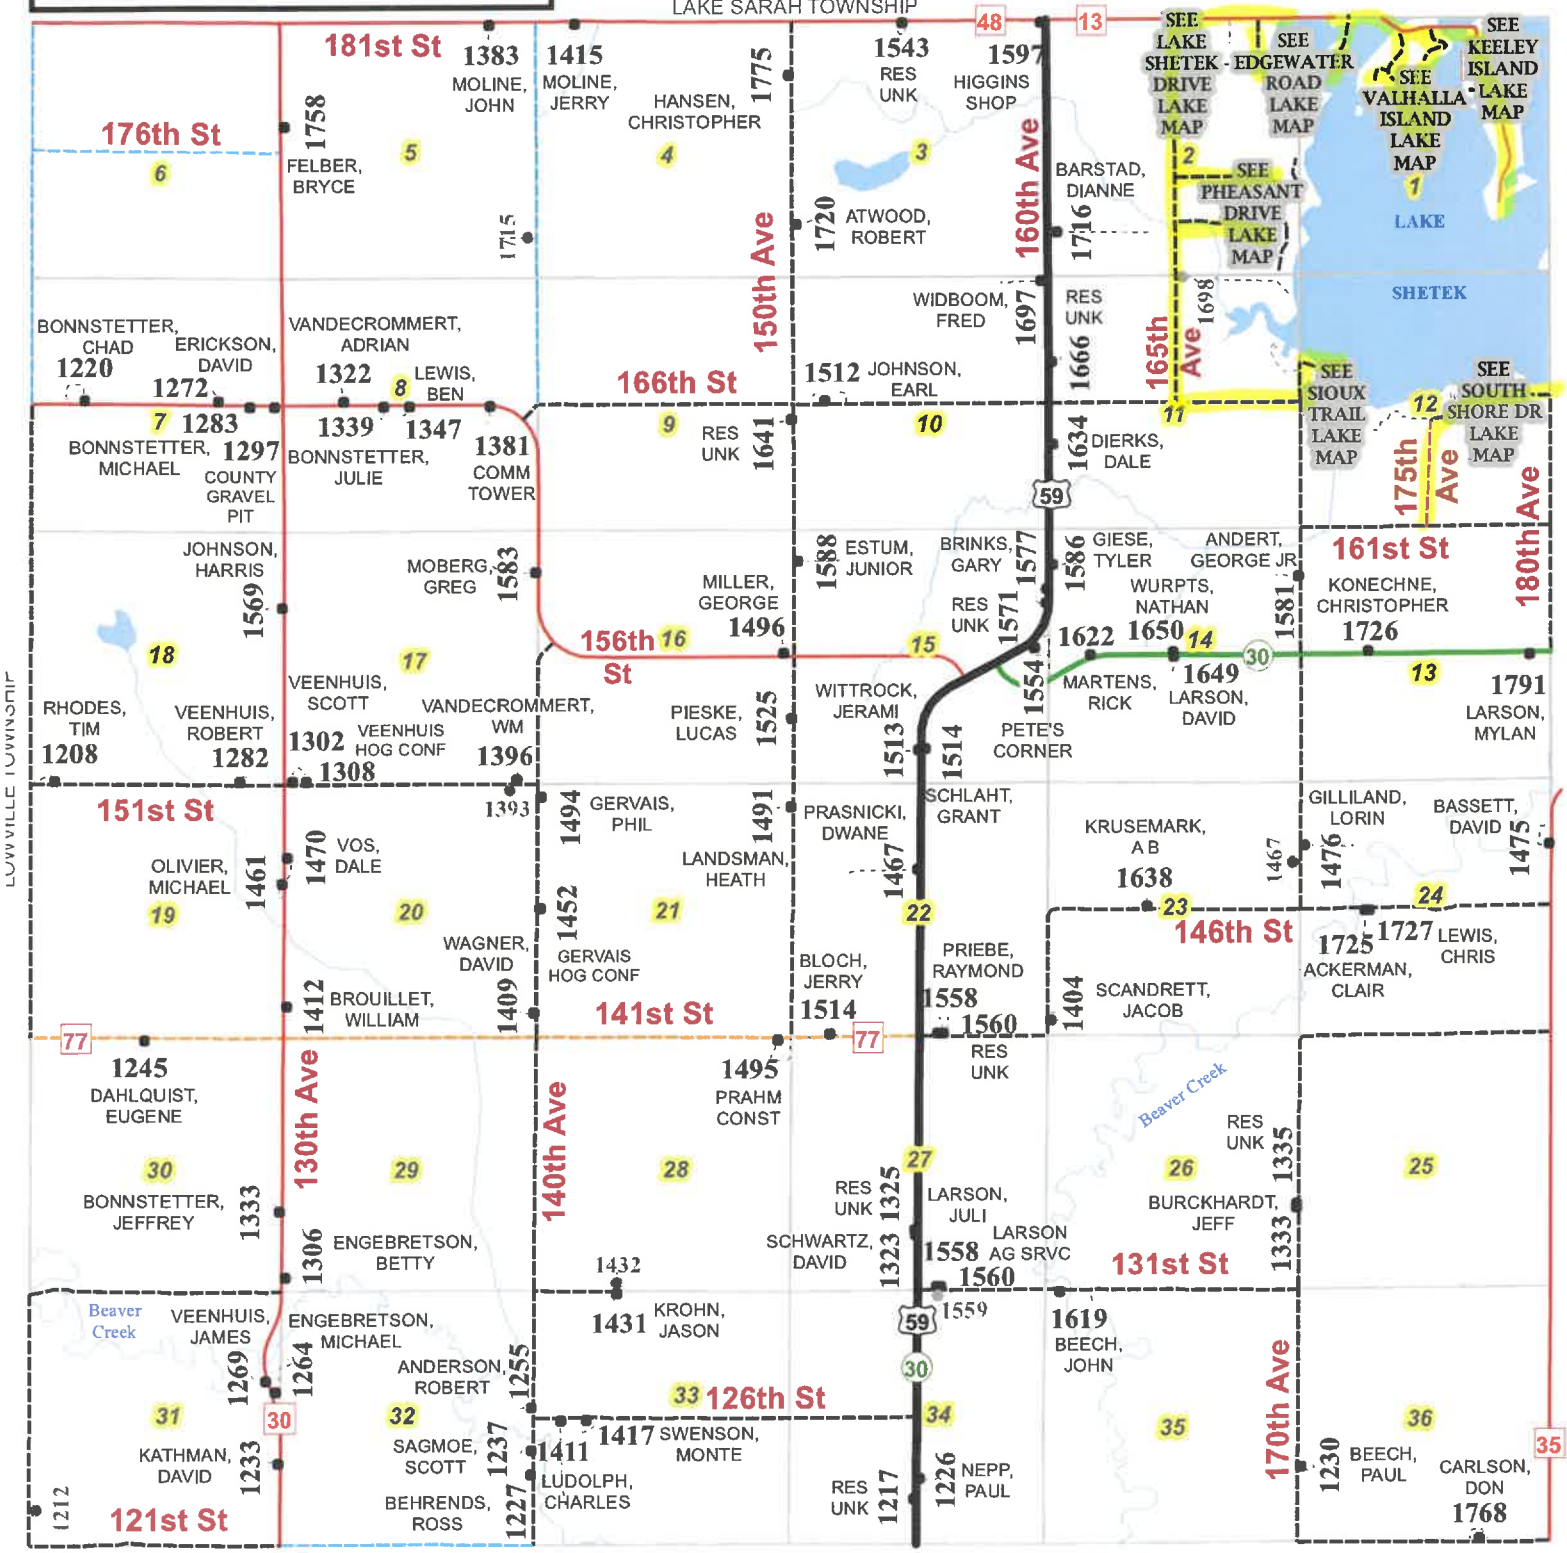 LAKE SARAH TOWNSHIP
48
13
181st St
1383
MOLINE,
JOHN
1415
MOLINE,
JERRY
1775
HANSEN,
CHRISTOPHER
1543
RES
UNK
1597
HIGGINS
SHOP
SEE
LAKE
SHETEK
DRIVE
LAKE
MAP
SEE
EDGEWATER
ROAD
LAKE
MAP
SEE
VALHALLA
ISLAND
LAKE
MAP
SEE
KEELEY
ISLAND
LAKE
MAP
176th St
1758
FELBER,
BRYCE
6
5
4
3
2
1
160th Ave
BARSTAD,
DIANNE
1716
SEE
PHEASANT
DRIVE
LAKE
MAP
LAKE
SHETEK
1715
150th Ave
1720
ATWOOD,
ROBERT
WIDBOOM,
FRED
1697
RES
UNK
1666
165th
Ave
1698
BONNSTETTER,
CHAD
1220
ERICKSON,
DAVID
1272
VANDECROMMERT,
ADRIAN
1322
8
LEWIS,
BEN
166th St
1512
JOHNSON,
EARL
SEE
SIOUX
TRAIL
LAKE
MAP
SEE
SOUTH
SHORE DR
LAKE
MAP
7
1283
BONNSTETTER,
MICHAEL
1297
COUNTY
GRAVEL
PIT
1339
1347
BONNSTETTER,
JULIE
1381
COMM
TOWER
9
RES
UNK
1641
10
1634
DIERKS,
DALE
11
12
175th
Ave
180th Ave
59
JOHNSON,
HARRIS
1569
MOBERG,
GREG
1583
1588
ESTUM,
JUNIOR
BRINKS,
GARY
1577
1586
GIESE,
TYLER
ANDERT,
GEORGE JR
1581
161st St
KONECHNE,
CHRISTOPHER
1726
MILLER,
GEORGE
1496
RES
UNK
1571
WURPTS,
NATHAN
1622
1650
14
30
18
17
156th
St
16
15
1554
MARTENS,
RICK
1649
LARSON,
DAVID
13
1791
LARSON,
MYLAN
LOWVILLE TOWNSHIP
RHODES,
TIM
1208
VEENHUIS,
ROBERT
1282
VEENHUIS,
SCOTT
1302
VEENHUIS
HOG CONF
1308
VANDECROMMERT,
WM
1396
PIESKE,
LUCAS
1525
WITTROCK,
JERAMI
1513
1514
PETE'S
CORNER
151st St
1393
1494
GERVAIS,
PHIL
1491
PRASNICKI,
DWANE
SCHLAHT,
GRANT
GILLILAND,
LORIN
BASSETT,
DAVID
1475
OLIVIER,
MICHAEL
1461
1470
VOS,
DALE
LANDSMAN,
HEATH
1467
KRUSEMARK,
A B
1638
1467
1476
19
20
1452
21
22
23
24
146th St
WAGNER,
DAVID
1409
GERVAIS
HOG CONF
BLOCH,
JERRY
1514
PRIEBE,
RAYMOND
1558
1560
RES
UNK
1404
SCANDRETT,
JACOB
1725
ACKERMAN,
CLAIR
1727
LEWIS,
CHRIS
1412
BROUILLET,
WILLIAM
141st St
77
77
1245
DAHLQUIST,
EUGENE
130th Ave
140th Ave
1495
PRAHM
CONST
Beaver Creek
RES
UNK
1335
30
29
28
27
26
25
BONNSTETTER,
JEFFREY
1333
1306
ENGEBRETSON,
BETTY
RES
UNK
1325
SCHWARTZ,
DAVID
1323
LARSON,
JULI
1558
LARSON
AG SRVC
1560
BURCKHARDT,
JEFF
1333
131st St
1432
1431
KROHN,
JASON
59
1559
1619
BEECH,
JOHN
Beaver
Creek
VEENHUIS,
JAMES
1269
ENGEBRETSON,
MICHAEL
1264
ANDERSON,
ROBERT
1255
30
170th Ave
31
30
32
33
126th St
34
35
36
35
KATHMAN,
DAVID
1233
SAGMOE,
SCOTT
1237
1411
LUDOLPH,
CHARLES
1417
SWENSON,
MONTE
1212
121st St
BEHRENDS,
ROSS
1227
RES
UNK
1217
1226
NEPP,
PAUL
1230
BEECH,
PAUL
CARLSON,
DON
1768